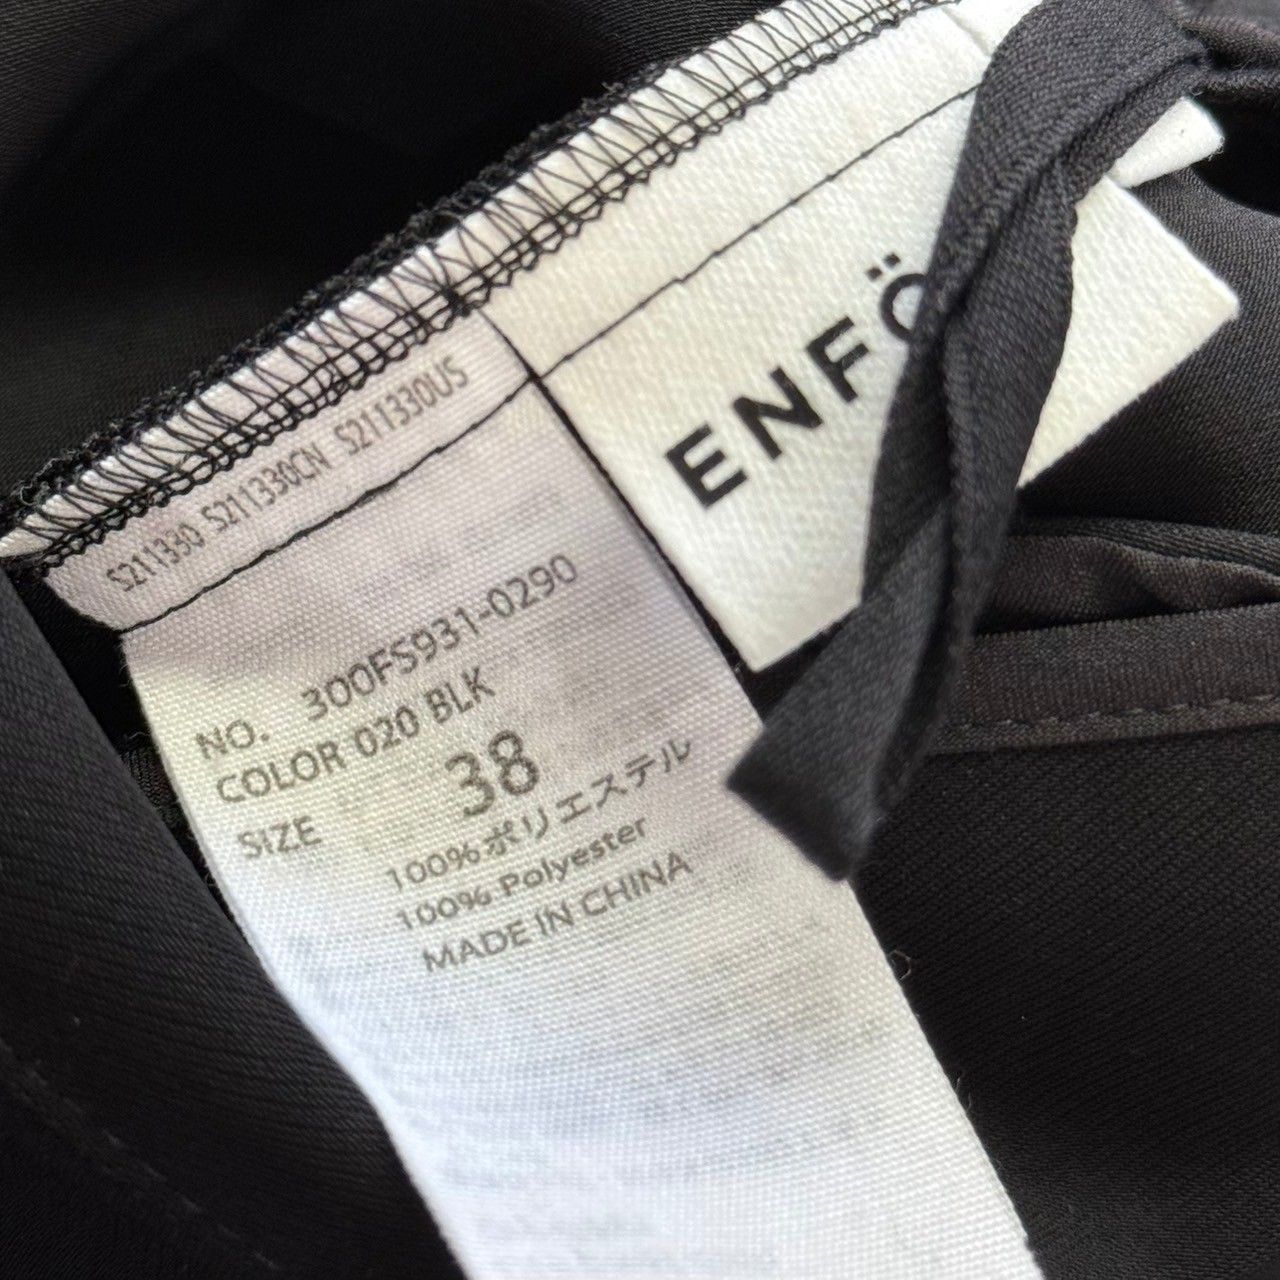 ENFÖ
S211330 S211330CN S211330US
NO. 300FS931-0290
COLOR 020 BLK
SIZE 38
100%ポリエステル
100% Polyester
MADE IN CHINA